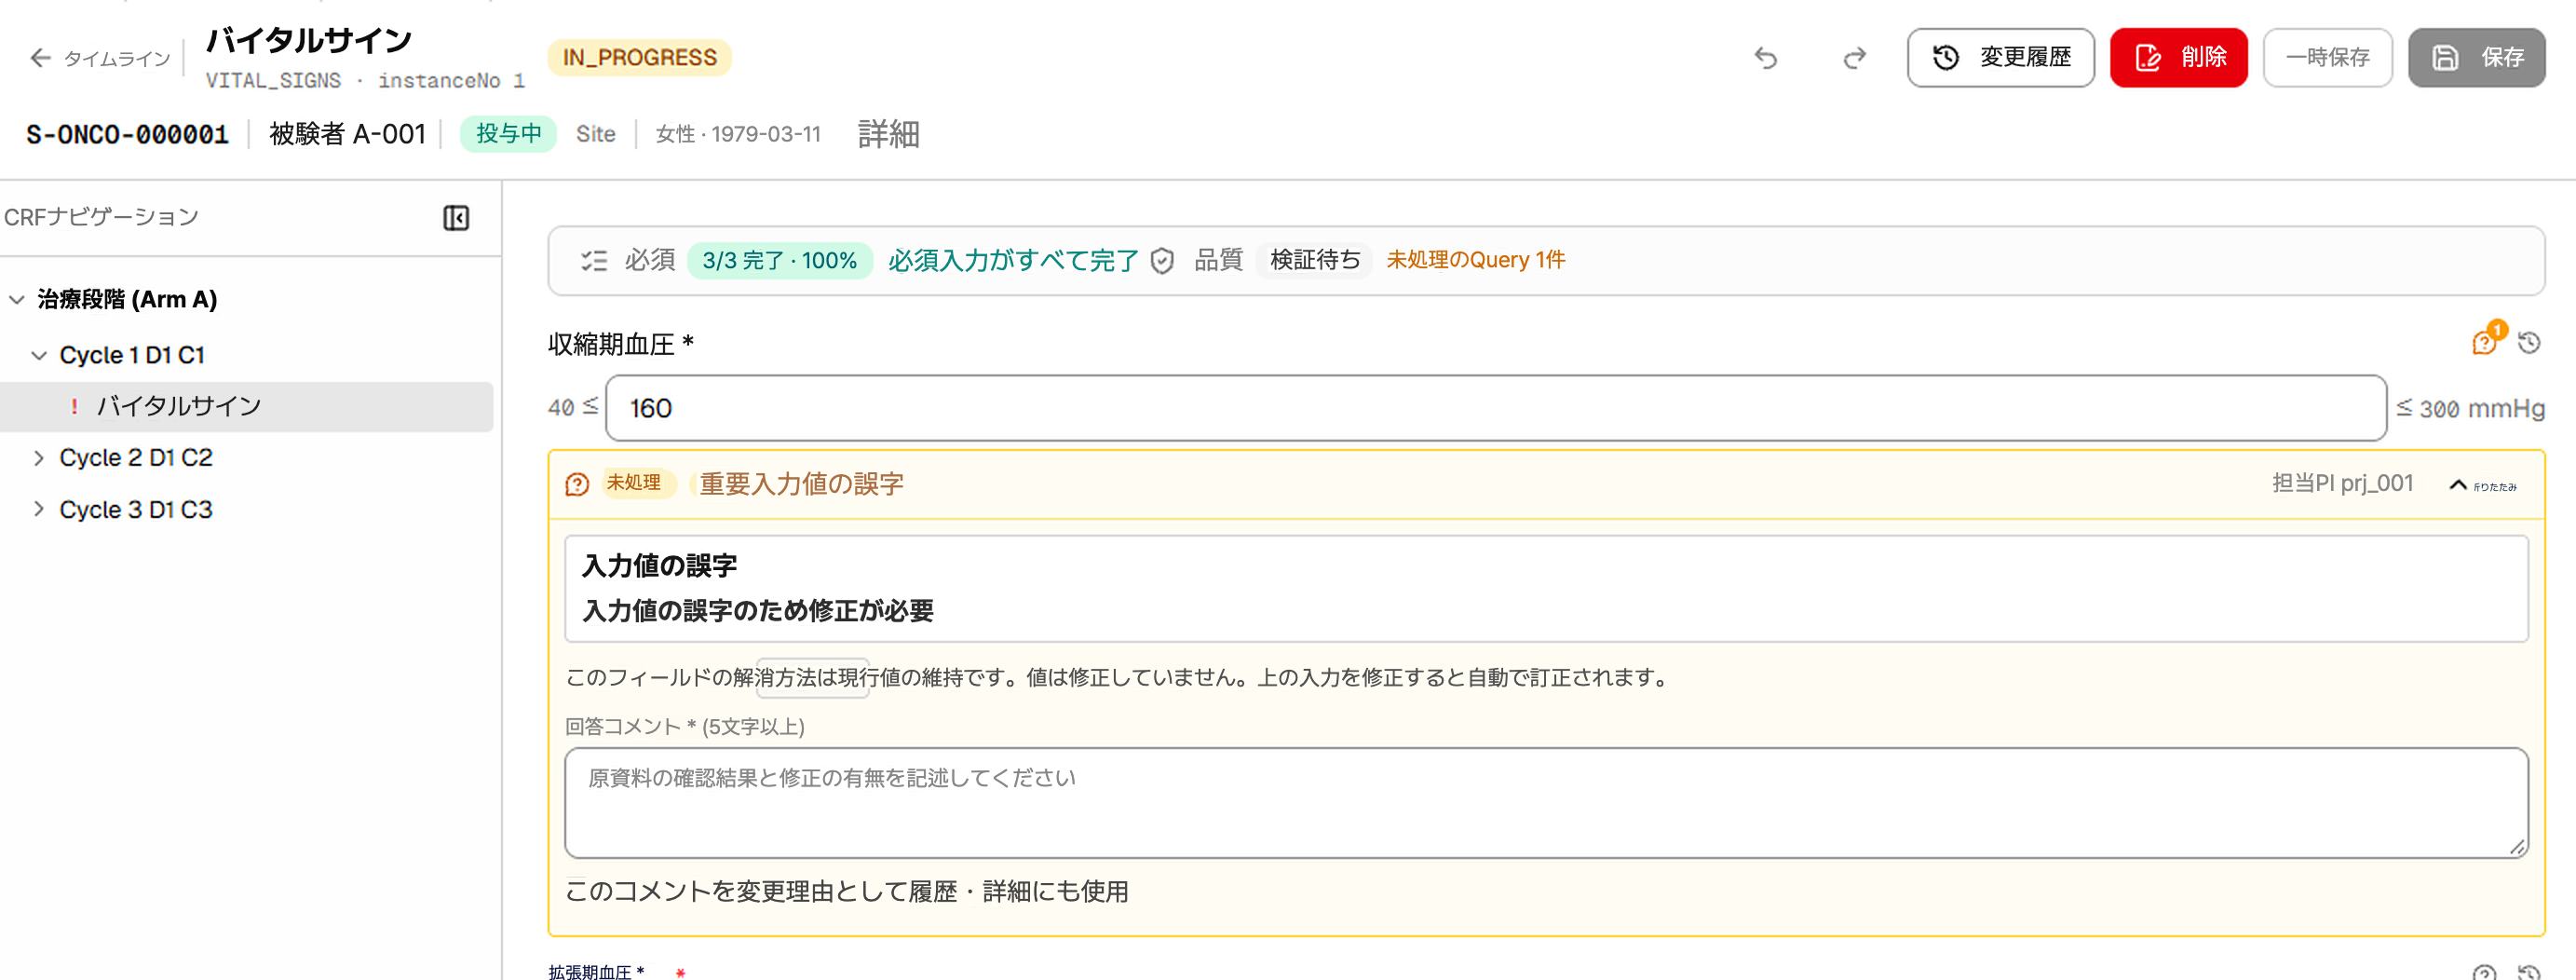 タイムライン
バイタルサイン
VITAL_SIGNS · instanceNo 1
IN_PROGRESS
変更履歴
削除
一時保存
保存
S-ONCO-000001
被験者 A-001
投与中
Site
女性 · 1979-03-11
詳細
CRFナビゲーション
治療段階 (Arm A)
Cycle 1 D1 C1
! バイタルサイン
Cycle 2 D1 C2
Cycle 3 D1 C3
必須 3/3 完了 · 100% 必須入力がすべて完了 品質 検証待ち 未処理のQuery 1件
収縮期血圧 *
1
40 ≤ 160 ≤ 300 mmHg
未処理 重要入力値の誤字 担当PI prj_001
りたたみ
入力値の誤字
入力値の誤字のため修正が必要
このフィールドの解消方法は現行値の維持です。値は修正していません。上の入力を修正すると自動で訂正されます。
回答コメント * (5文字以上)
原資料の確認結果と修正の有無を記述してください
このコメントを変更理由として履歴・詳細にも使用
拡張期血圧 * *